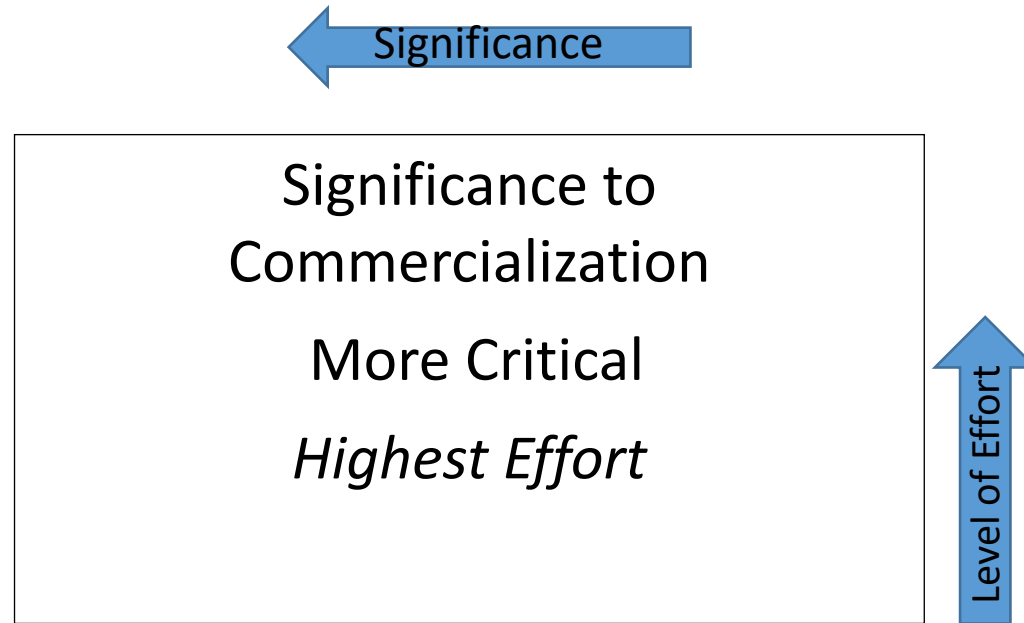 Significance
Significance to
Commercialization
More Critical
Highest Effort
Level of Effort